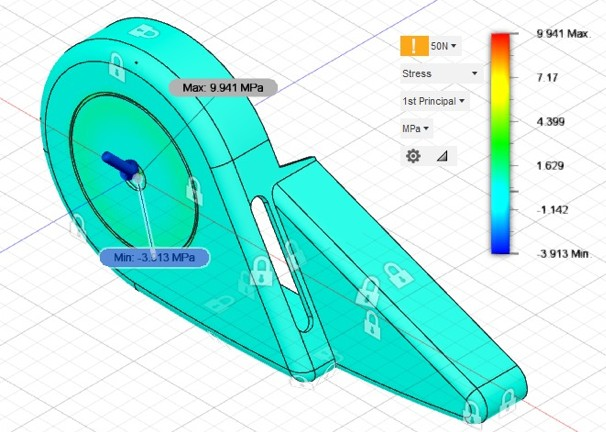 50N
Stress
1st Principal
MPa
9.941 Max.
7.17
4.399
1.629
-1.142
-3.913 Min
Max: 9.941 MPa
Min: -3.913 MPa